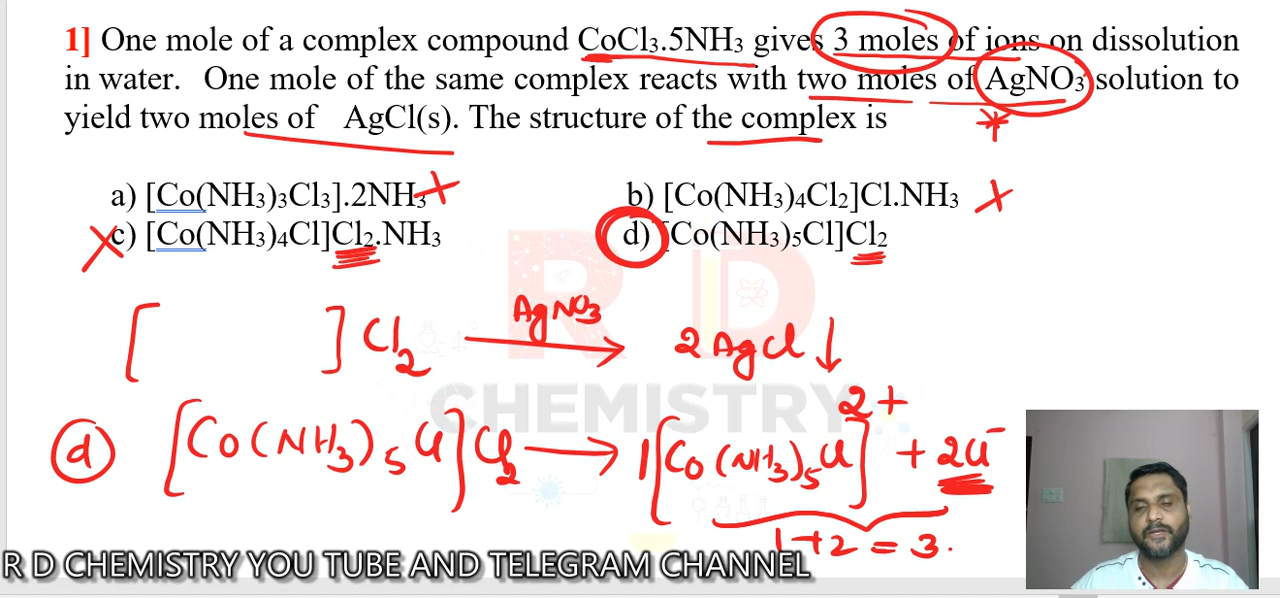 1] One mole of a complex compound CoCl₃.5NH₃ gives 3 moles of ions on dissolution
in water. One mole of the same complex reacts with two moles of AgNO₃ solution to
yield two moles of AgCl(s). The structure of the complex is
a) [Co(NH₃)₃Cl₃].2NH₃ b) [Co(NH₃)₄Cl₂]Cl.NH₃
c) [Co(NH₃)₄Cl]Cl₂.NH₃ d) [Co(NH₃)₅Cl]Cl₂
R D
CHEMISTRY
[ ]Cl₂ AgNO₃ → 2AgCl↓
d [Co(NH₃)₅Cl]Cl₂ → 1[Co(NH₃)₅Cl]²⁺ + 2Cl⁻
1+2 = 3.
R D CHEMISTRY YOU TUBE AND TELEGRAM CHANNEL